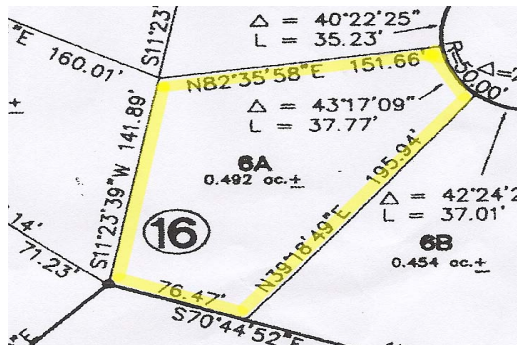 "E
160.01'
S11°23'
Δ = 40°22'25"
L = 35.23'
R=50.00'
Δ=
N82°35'58"E 151.66'
Δ = 43°17'09"
L = 37.77'
S11°23'39"W 141.89'
6A
0.492 ac.±
195.94'
N39°18'49"E
Δ = 42°24'2
L = 37.01'
6B
0.454 ac.±
±
16
14'
71.23'
76.47'
S70°44'52"E
"E